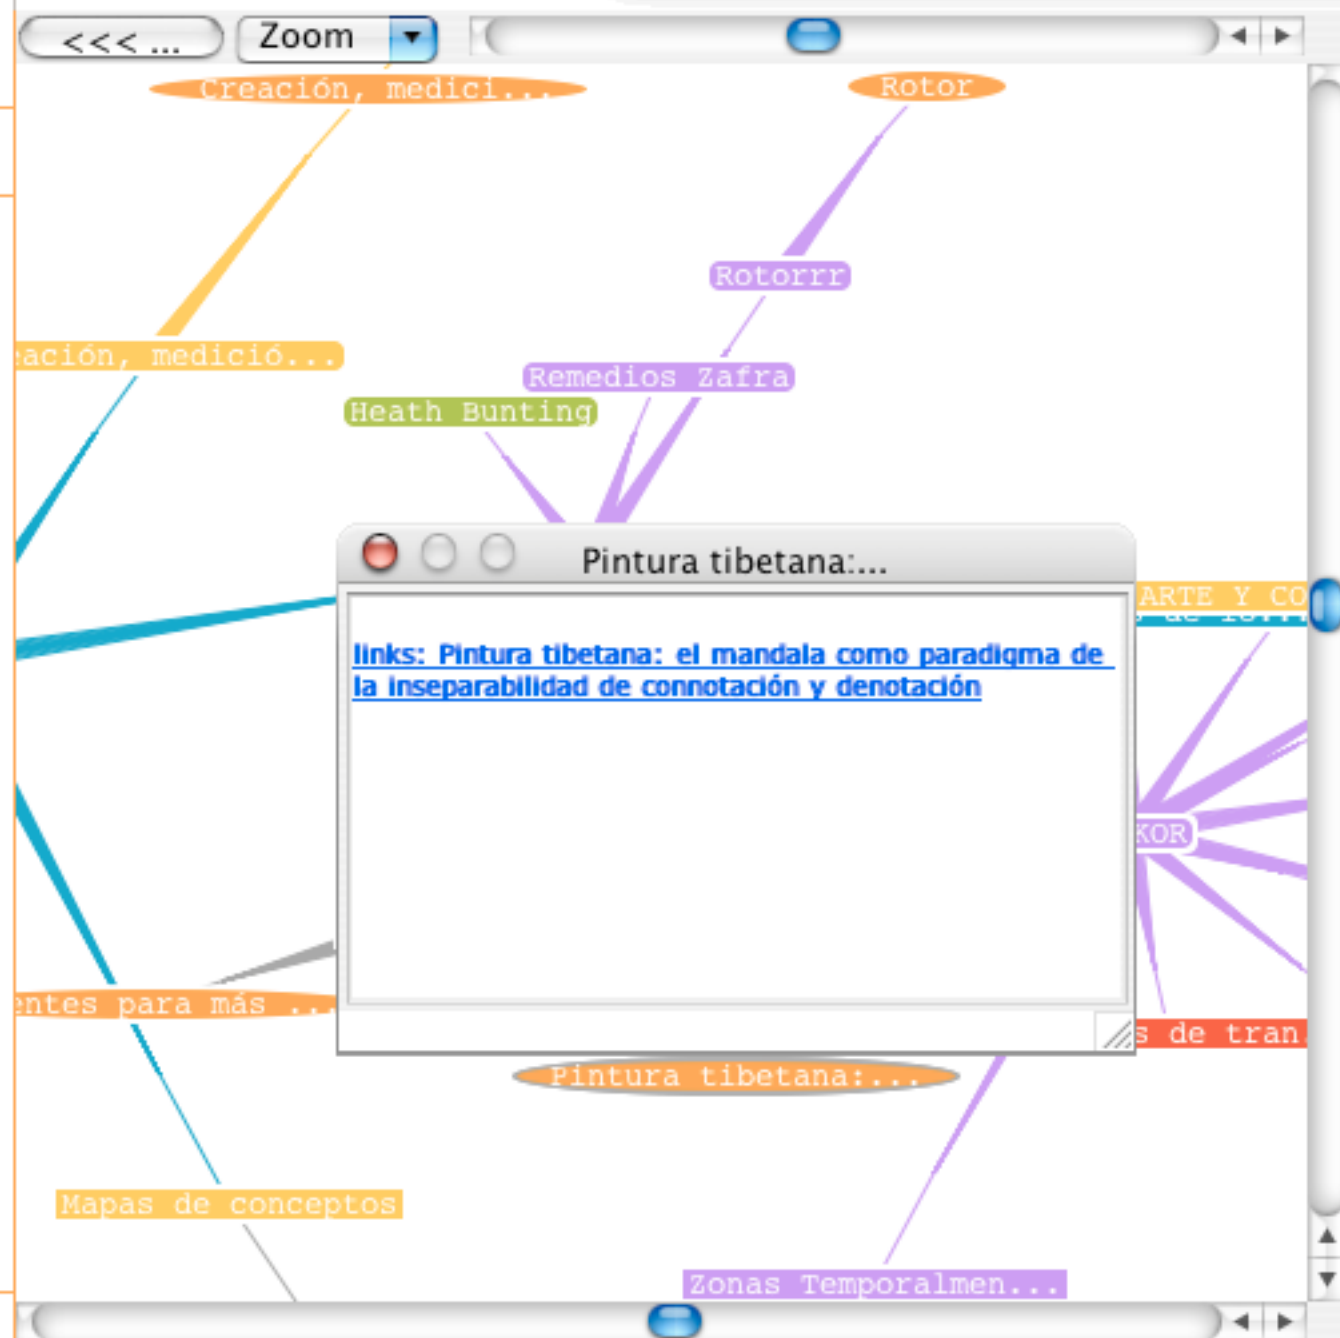 <<< ...
Zoom
Creación, medici...
Rotor
Rotorrr
ación, medició...
Remedios Zafra
Heath Bunting
Pintura tibetana:...
links: Pintura tibetana: el mandala como paradigma de
la inseparabilidad de connotación y denotación
ARTE Y CO
KOR
entes para más ...
s de tran.
Pintura tibetana:...
Mapas de conceptos
Zonas Temporalmen...